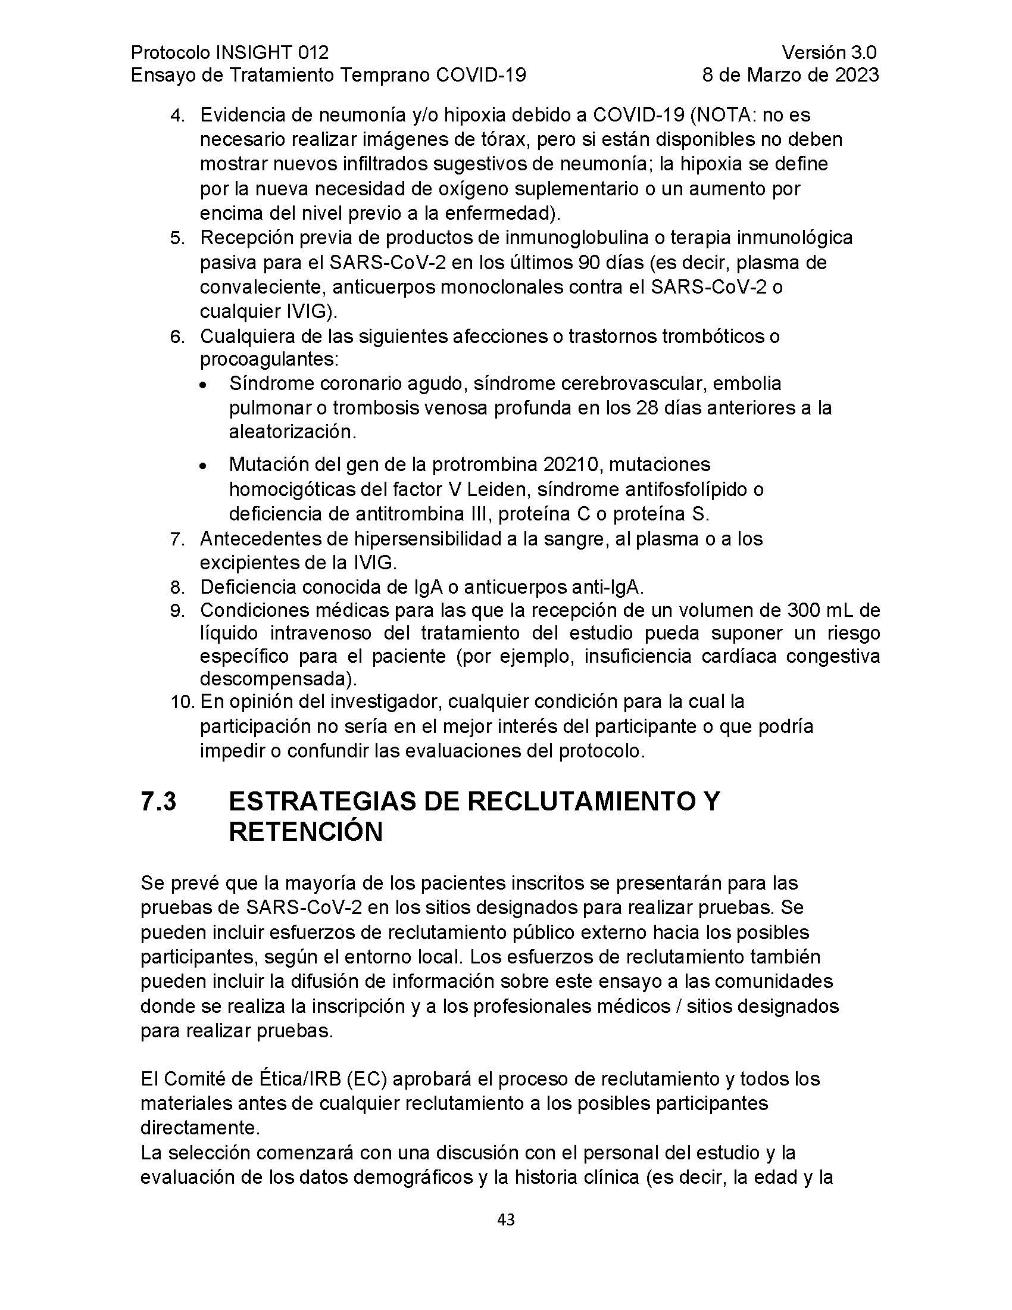 Protocolo INSIGHT 012 Versión 3.0
Ensayo de Tratamiento Temprano COVID-19 8 de Marzo de 2023
4. Evidencia de neumonía y/o hipoxia debido a COVID-19 (NOTA: no es
necesario realizar imágenes de tórax, pero si están disponibles no deben
mostrar nuevos infiltrados sugestivos de neumonía; la hipoxia se define
por la nueva necesidad de oxígeno suplementario o un aumento por
encima del nivel previo a la enfermedad).
5. Recepción previa de productos de inmunoglobulina o terapia inmunológica
pasiva para el SARS-CoV-2 en los últimos 90 días (es decir, plasma de
convaleciente, anticuerpos monoclonales contra el SARS-CoV-2 o
cualquier IVIG).
6. Cualquiera de las siguientes afecciones o trastornos trombóticos o
procoagulantes:
• Síndrome coronario agudo, síndrome cerebrovascular, embolia
pulmonar o trombosis venosa profunda en los 28 días anteriores a la
aleatorización.
• Mutación del gen de la protrombina 20210, mutaciones
homocigóticas del factor V Leiden, síndrome antifosfolípido o
deficiencia de antitrombina III, proteína C o proteína S.
7. Antecedentes de hipersensibilidad a la sangre, al plasma o a los
excipientes de la IVIG.
8. Deficiencia conocida de IgA o anticuerpos anti-IgA.
9. Condiciones médicas para las que la recepción de un volumen de 300 mL de
líquido intravenoso del tratamiento del estudio pueda suponer un riesgo
específico para el paciente (por ejemplo, insuficiencia cardíaca congestiva
descompensada).
10. En opinión del investigador, cualquier condición para la cual la
participación no sería en el mejor interés del participante o que podría
impedir o confundir las evaluaciones del protocolo.
7.3 ESTRATEGIAS DE RECLUTAMIENTO Y
RETENCIÓN
Se prevé que la mayoría de los pacientes inscritos se presentarán para las
pruebas de SARS-CoV-2 en los sitios designados para realizar pruebas. Se
pueden incluir esfuerzos de reclutamiento público externo hacia los posibles
participantes, según el entorno local. Los esfuerzos de reclutamiento también
pueden incluir la difusión de información sobre este ensayo a las comunidades
donde se realiza la inscripción y a los profesionales médicos / sitios designados
para realizar pruebas.
El Comité de Ética/IRB (EC) aprobará el proceso de reclutamiento y todos los
materiales antes de cualquier reclutamiento a los posibles participantes
directamente.
La selección comenzará con una discusión con el personal del estudio y la
evaluación de los datos demográficos y la historia clínica (es decir, la edad y la
43